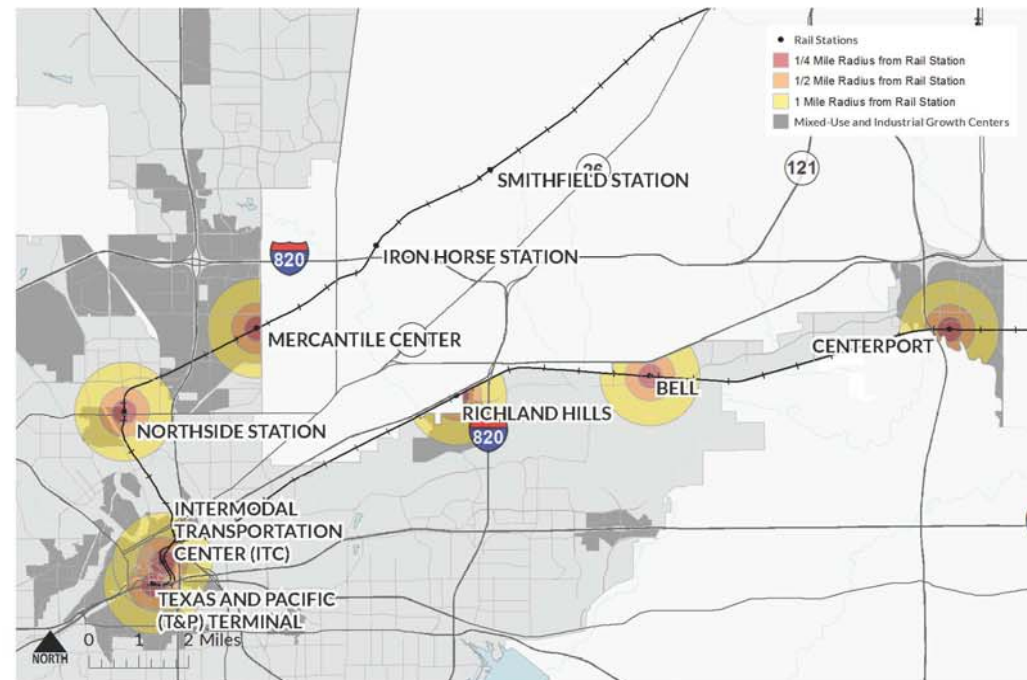 Rail Stations
1/4 Mile Radius from Rail Station
1/2 Mile Radius from Rail Station
1 Mile Radius from Rail Station
Mixed-Use and Industrial Growth Centers
26
121
SMITHFIELD STATION
820
IRON HORSE STATION
MERCANTILE CENTER
CENTERPORT
BELL
RICHLAND HILLS
820
NORTHSIDE STATION
INTERMODAL
TRANSPORTATION
CENTER (ITC)
TEXAS AND PACIFIC
(T&P) TERMINAL
0 1 2 Miles
NORTH